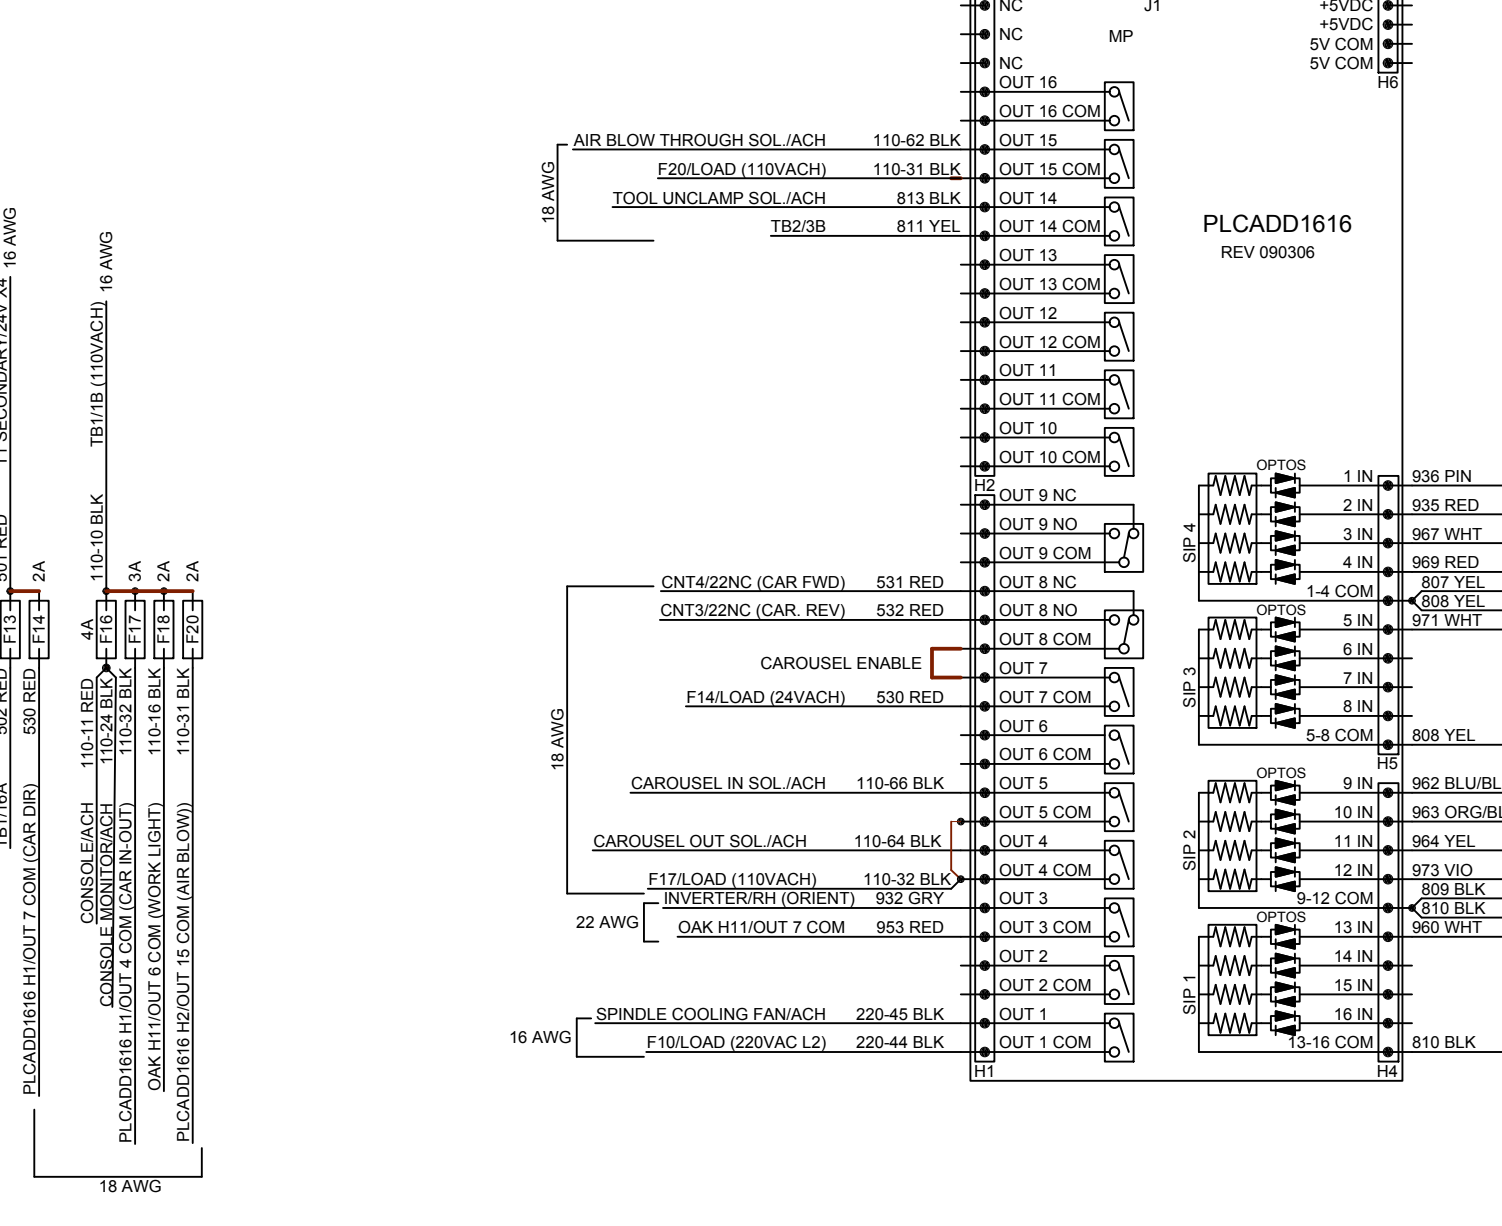 NC
J1
+5VDC
+5VDC
NC
MP
5V COM
NC
5V COM
H6
OUT 16
OUT 16 COM
AIR BLOW THROUGH SOL./ACH 110-62 BLK OUT 15
F20/LOAD (110VACH) 110-31 BLK OUT 15 COM
TOOL UNCLAMP SOL./ACH 813 BLK OUT 14
TB2/3B 811 YEL OUT 14 COM
18 AWG
OUT 13
OUT 13 COM
OUT 12
OUT 12 COM
OUT 11
OUT 11 COM
OUT 10
OUT 10 COM
H2
PLCADD1616
REV 090306
OUT 9 NC
OUT 9 NO
OUT 9 COM
CNT4/22NC (CAR FWD) 531 RED OUT 8 NC
CNT3/22NC (CAR. REV) 532 RED OUT 8 NO
OUT 8 COM
CAROUSEL ENABLE
OUT 7
F14/LOAD (24VACH) 530 RED OUT 7 COM
18 AWG
OUT 6
OUT 6 COM
CAROUSEL IN SOL./ACH 110-66 BLK OUT 5
OUT 5 COM
CAROUSEL OUT SOL./ACH 110-64 BLK OUT 4
F17/LOAD (110VACH) 110-32 BLK OUT 4 COM
INVERTER/RH (ORIENT) 932 GRY OUT 3
22 AWG
OAK H11/OUT 7 COM 953 RED OUT 3 COM
OUT 2
OUT 2 COM
SPINDLE COOLING FAN/ACH 220-45 BLK OUT 1
16 AWG
F10/LOAD (220VAC L2) 220-44 BLK OUT 1 COM
H1
OPTOS
SIP 4
1 IN 936 PIN
2 IN 935 RED
3 IN 967 WHT
4 IN 969 RED
807 YEL
1-4 COM
808 YEL
OPTOS
SIP 3
5 IN 971 WHT
6 IN
7 IN
8 IN
5-8 COM 808 YEL
H5
OPTOS
SIP 2
9 IN 962 BLU/BL
10 IN 963 ORG/BL
11 IN 964 YEL
12 IN 973 VIO
809 BLK
9-12 COM
810 BLK
OPTOS
SIP 1
13 IN 960 WHT
14 IN
15 IN
16 IN
13-16 COM 810 BLK
H4
16 AWG
SECONDARY/24V X4
501 RED
F13
502 RED
TB1/16A
2A
F14
530 RED
PLCADD1616 H1/OUT 7 COM (CAR DIR)
16 AWG
TB1/1B (110VACH)
110-10 BLK
4A
F16
110-11 RED
CONSOLE/ACH
110-24 BLK
CONSOLE MONITOR/ACH
3A
F17
110-32 BLK
PLCADD1616 H1/OUT 4 COM (CAR IN-OUT)
2A
F18
110-16 BLK
OAK H11/OUT 6 COM (WORK LIGHT)
2A
F20
110-31 BLK
PLCADD1616 H2/OUT 15 COM (AIR BLOW))
18 AWG